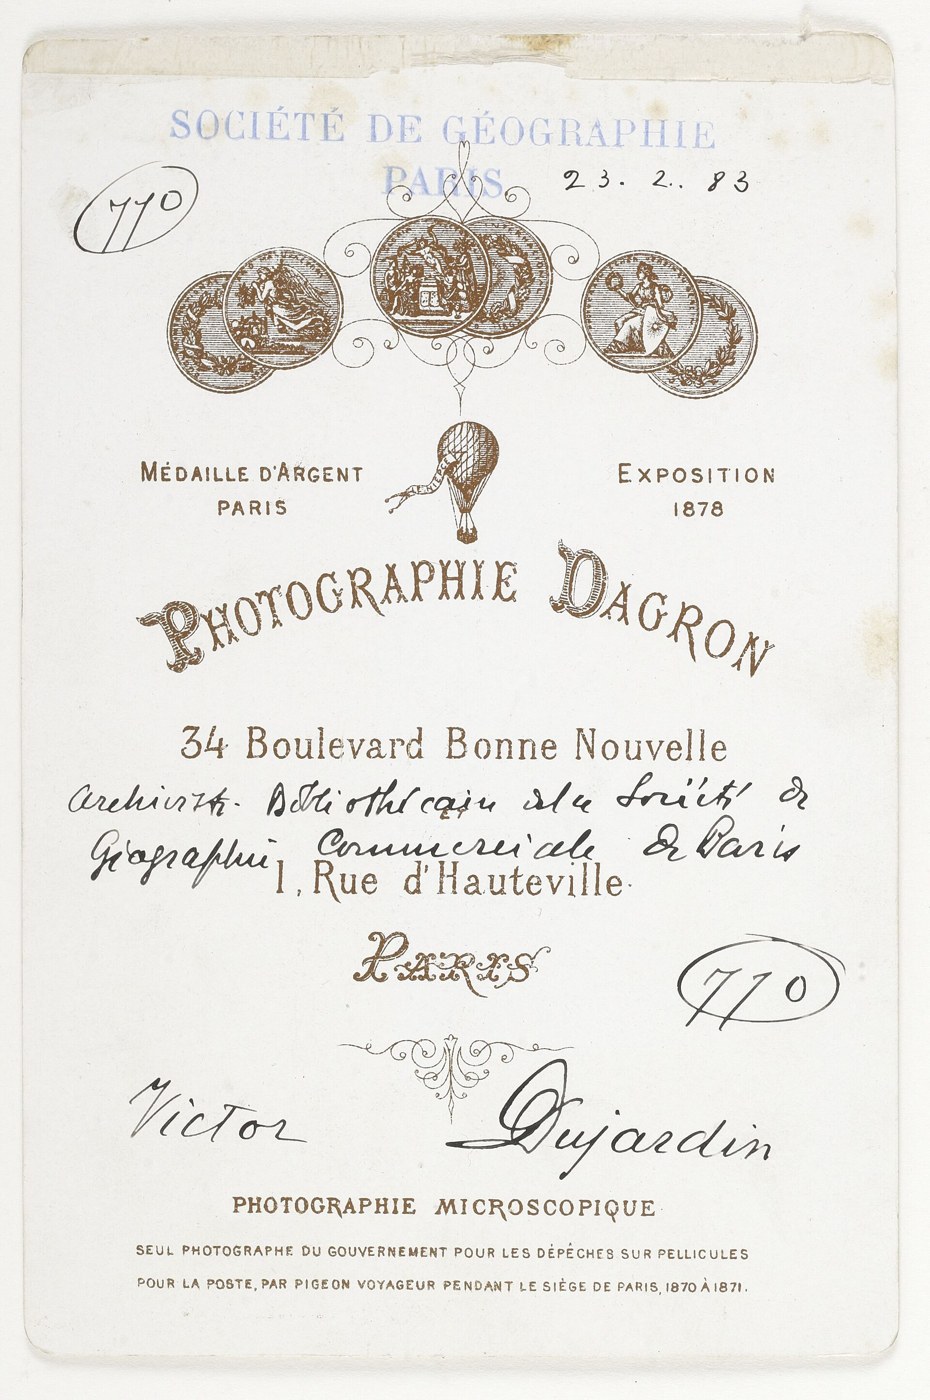 SOCIÉTÉ DE GÉOGRAPHIE
PARIS
23. 2. 83
770
MÉDAILLE D'ARGENT
PARIS
EXPOSITION
1878
PHOTOGRAPHIE DAGRON
34 Boulevard Bonne Nouvelle
Archiviste. Bibliothécaire de la Société de
Géographie Commerciale de Paris
1, Rue d'Hauteville.
PARIS
770
Victor Dujardin
PHOTOGRAPHIE MICROSCOPIQUE
SEUL PHOTOGRAPHE DU GOUVERNEMENT POUR LES DÉPÊCHES SUR PELLICULES
POUR LA POSTE, PAR PIGEON VOYAGEUR PENDANT LE SIÈGE DE PARIS, 1870 À 1871.